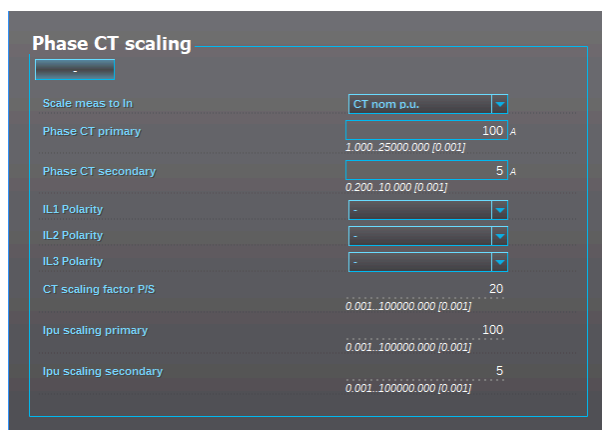 Phase CT scaling
-
Scale meas to In CT nom p.u.
Phase CT primary 100 A
1.000..25000.000 [0.001]
Phase CT secondary 5 A
0.200..10.000 [0.001]
IL1 Polarity -
IL2 Polarity -
IL3 Polarity -
CT scaling factor P/S 20
0.001..100000.000 [0.001]
Ipu scaling primary 100
0.001..100000.000 [0.001]
Ipu scaling secondary 5
0.001..100000.000 [0.001]